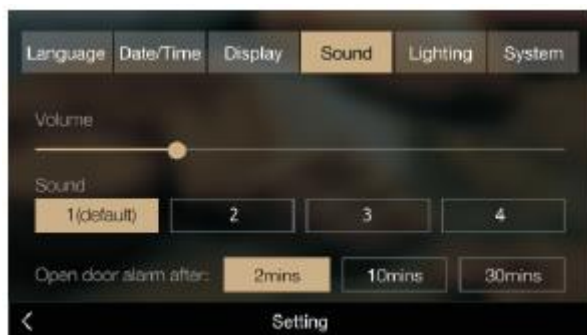 Language Date/Time Display Sound Lighting System
Volume
Sound
1(default) 2 3 4
Open door alarm after: 2mins 10mins 30mins
< Setting